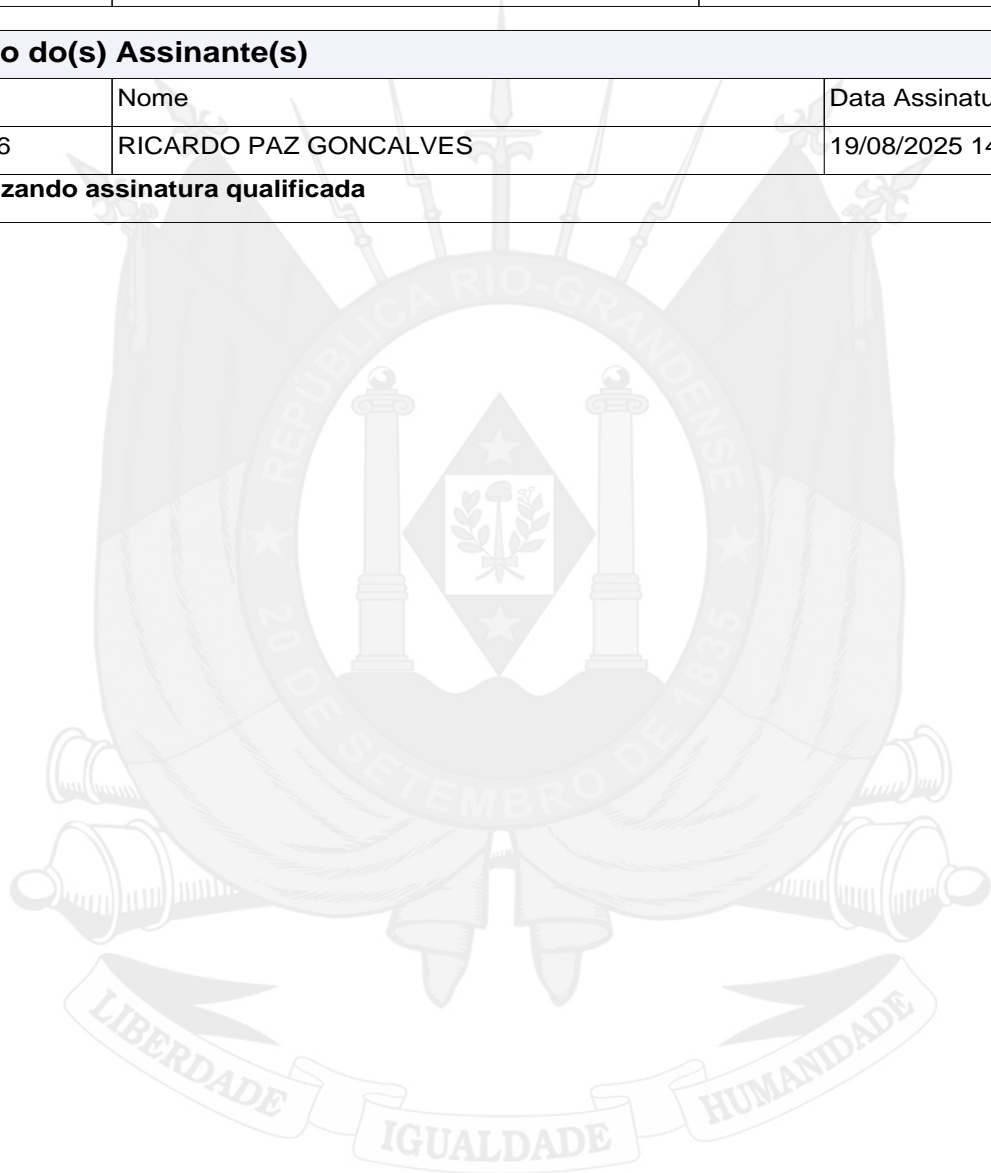 o do(s) Assinante(s)
Nome Data Assinatu
6 RICARDO PAZ GONCALVES 19/08/2025 14
zando assinatura qualificada
REPÚBLICA RIO-GRANDENSE
20 DE SETEMBRO DE 1835
LIBERDADE IGUALDADE HUMANIDADE